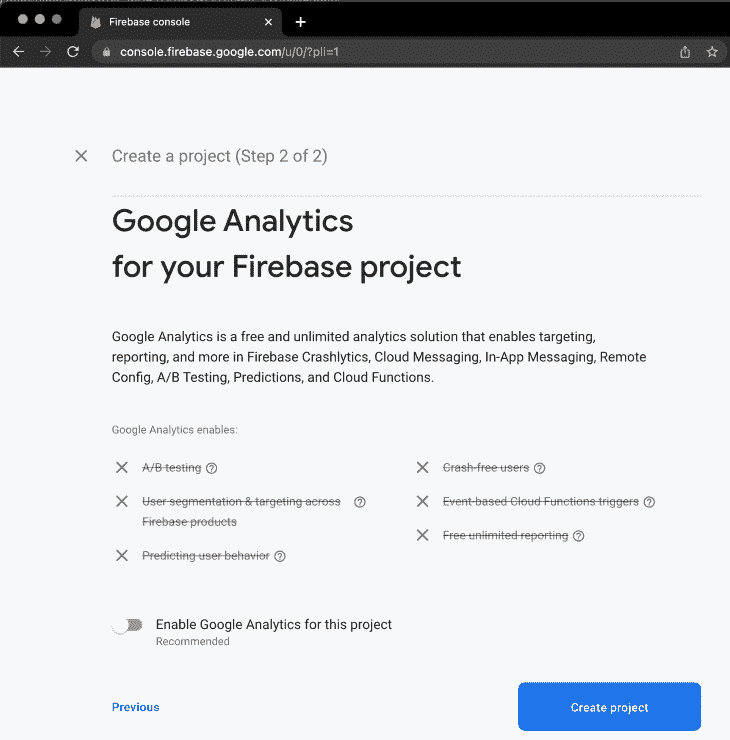 Firebase console
console.firebase.google.com/u/0/?pli=1
Create a project (Step 2 of 2)
Google Analytics
for your Firebase project
Google Analytics is a free and unlimited analytics solution that enables targeting,
reporting, and more in Firebase Crashlytics, Cloud Messaging, In-App Messaging, Remote
Config, A/B Testing, Predictions, and Cloud Functions.
Google Analytics enables:
A/B testing
User segmentation & targeting across
Firebase products
Predicting user behavior
Crash-free users
Event-based Cloud Functions triggers
Free unlimited reporting
Enable Google Analytics for this project
Recommended
Previous
Create project